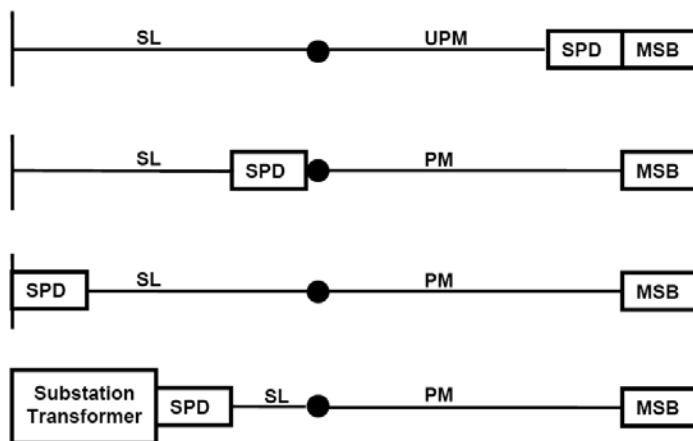 SL UPM SPD MSB
SL SPD PM MSB
SPD SL PM MSB
Substation
Transformer SPD SL PM MSB